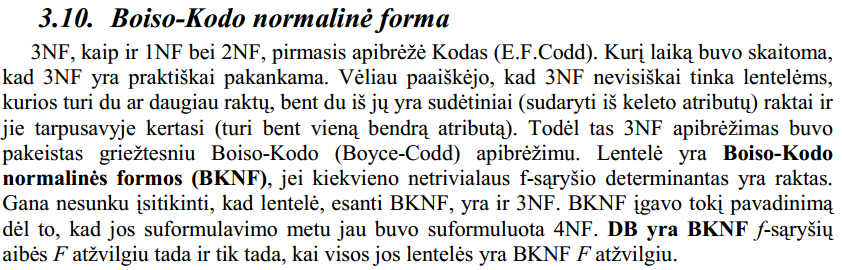 3.10. Boiso-Kodo normalinė forma
3NF, kaip ir 1NF bei 2NF, pirmasis apibrėžė Kodas (E.F.Codd). Kurį laiką buvo skaitoma,
kad 3NF yra praktiškai pakankama. Vėliau paaiškėjo, kad 3NF nevisiškai tinka lentelėms,
kurios turi du ar daugiau raktų, bent du iš jų yra sudėtiniai (sudaryti iš keleto atributų) raktai ir
jie tarpusavyje kertasi (turi bent vieną bendrą atributą). Todėl tas 3NF apibrėžimas buvo
pakeistas griežtesniu Boiso-Kodo (Boyce-Codd) apibrėžimu. Lentelė yra Boiso-Kodo
normalinės formos (BKNF), jei kiekvieno netrivialaus f-sąryšio determinantas yra raktas.
Gana nesunku įsitikinti, kad lentelė, esanti BKNF, yra ir 3NF. BKNF įgavo tokį pavadinimą
dėl to, kad jos suformulavimo metu jau buvo suformuluota 4NF. DB yra BKNF f-sąryšių
aibės F atžvilgiu tada ir tik tada, kai visos jos lentelės yra BKNF F atžvilgiu.